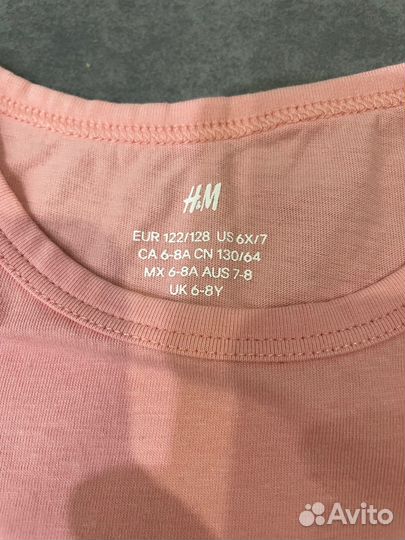 H&M
EUR 122/128 US 6X/7
CA 6-8A CN 130/64
MX 6-8A AUS 7-8
UK 6-8Y
Avito